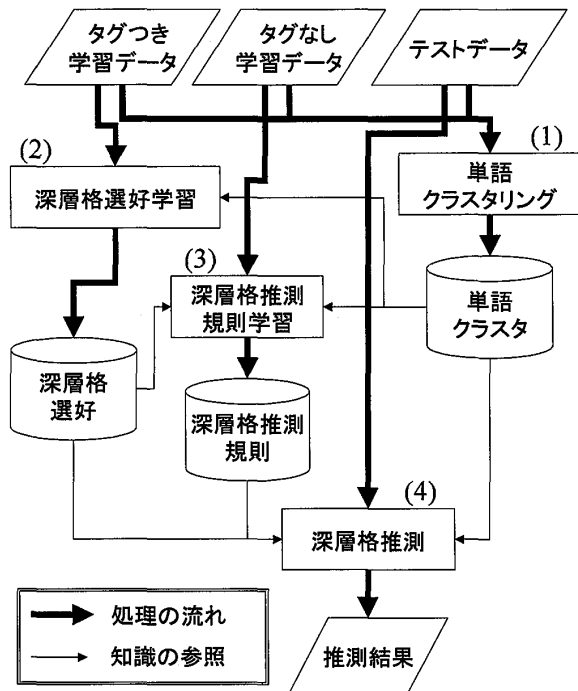 タグつき
学習データ
タグなし
学習データ
テストデータ
(1)
単語
クラスタリング
(2)
深層格選好学習
(3)
深層格推測
規則学習
単語
クラスタ
深層格
選好
深層格推測
規則
(4)
深層格推測
処理の流れ
知識の参照
推測結果